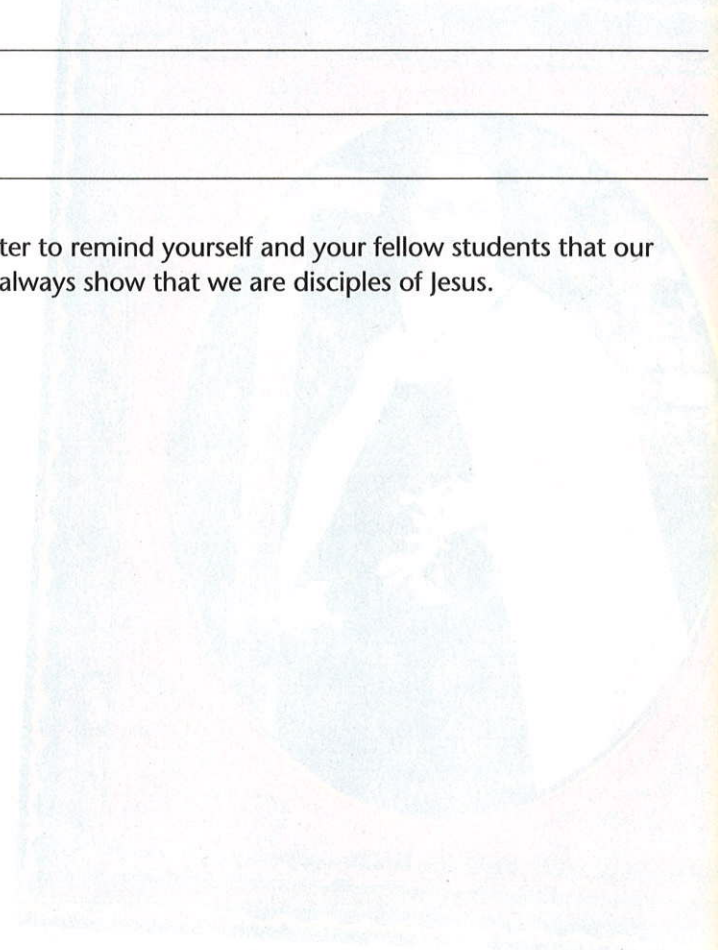 ter to remind yourself and your fellow students that our
always show that we are disciples of Jesus.